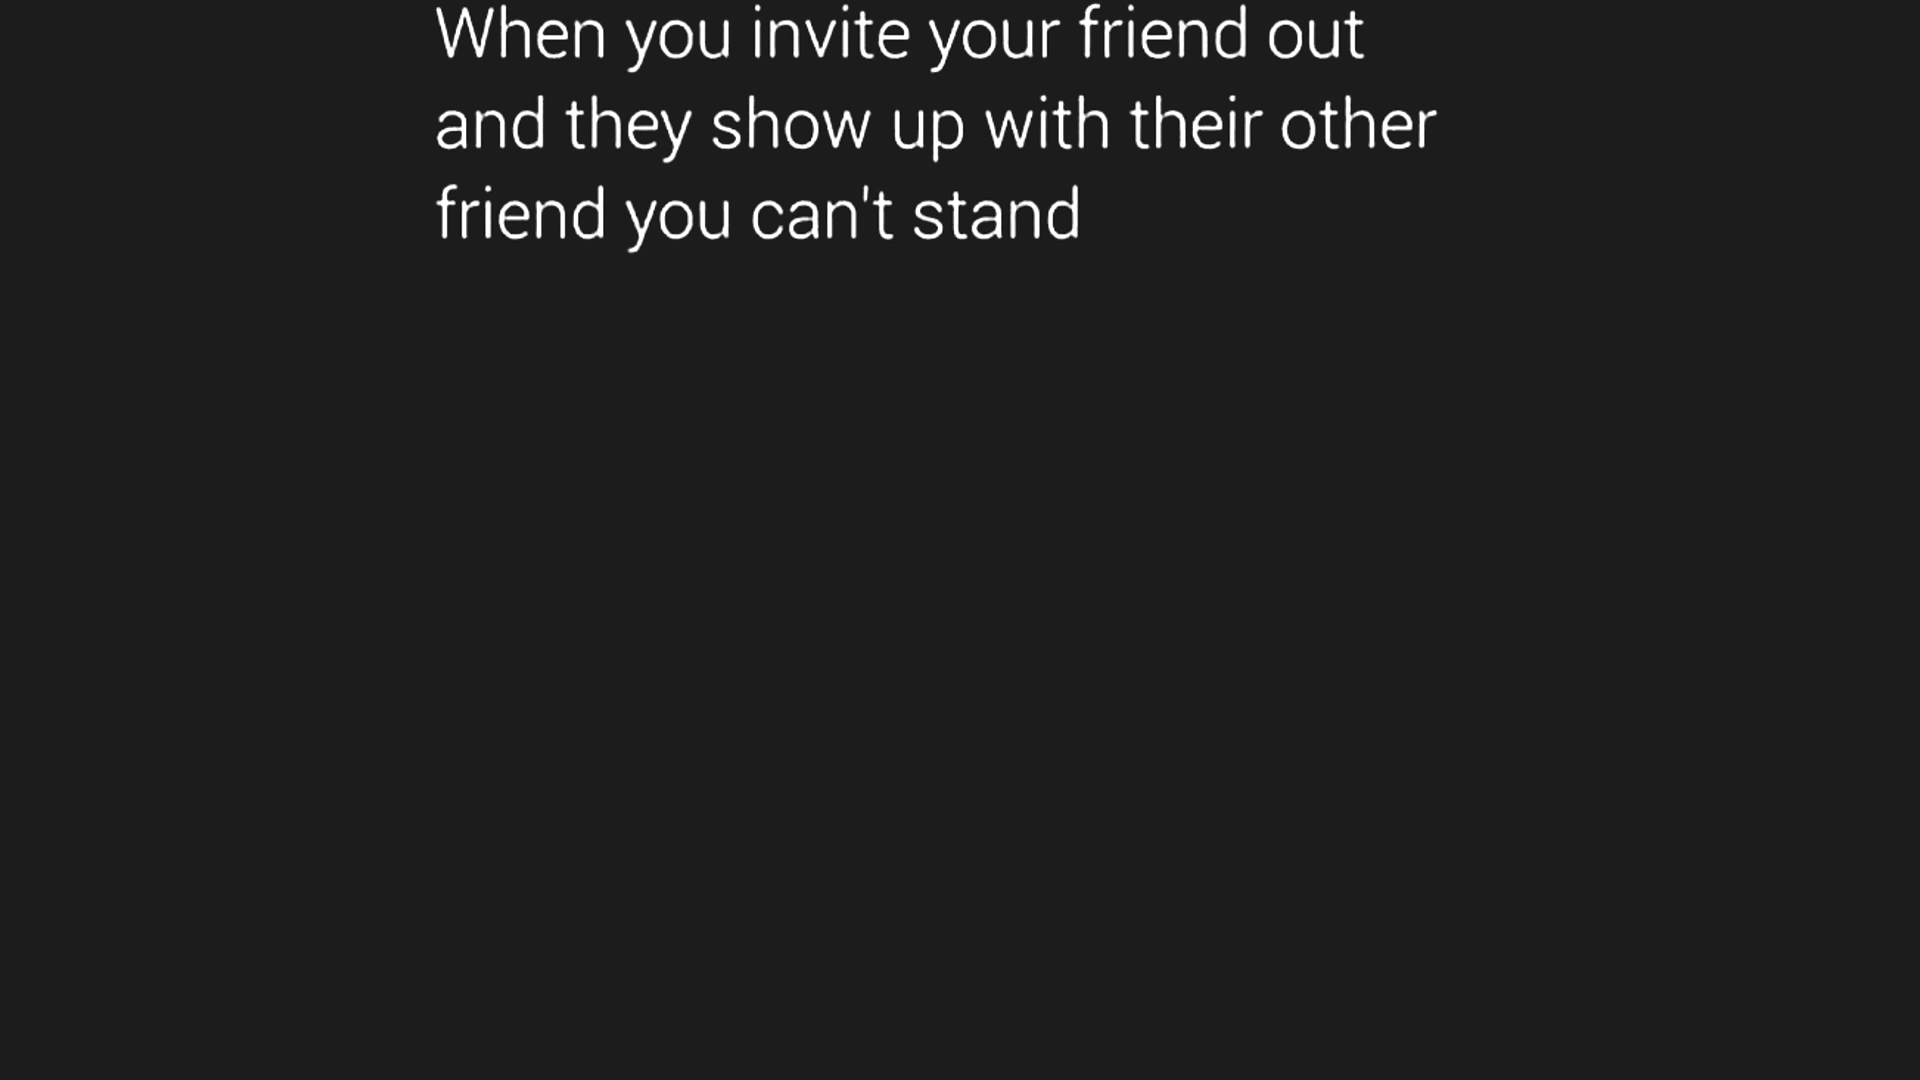 When you invite your friend out
and they show up with their other
friend you can't stand